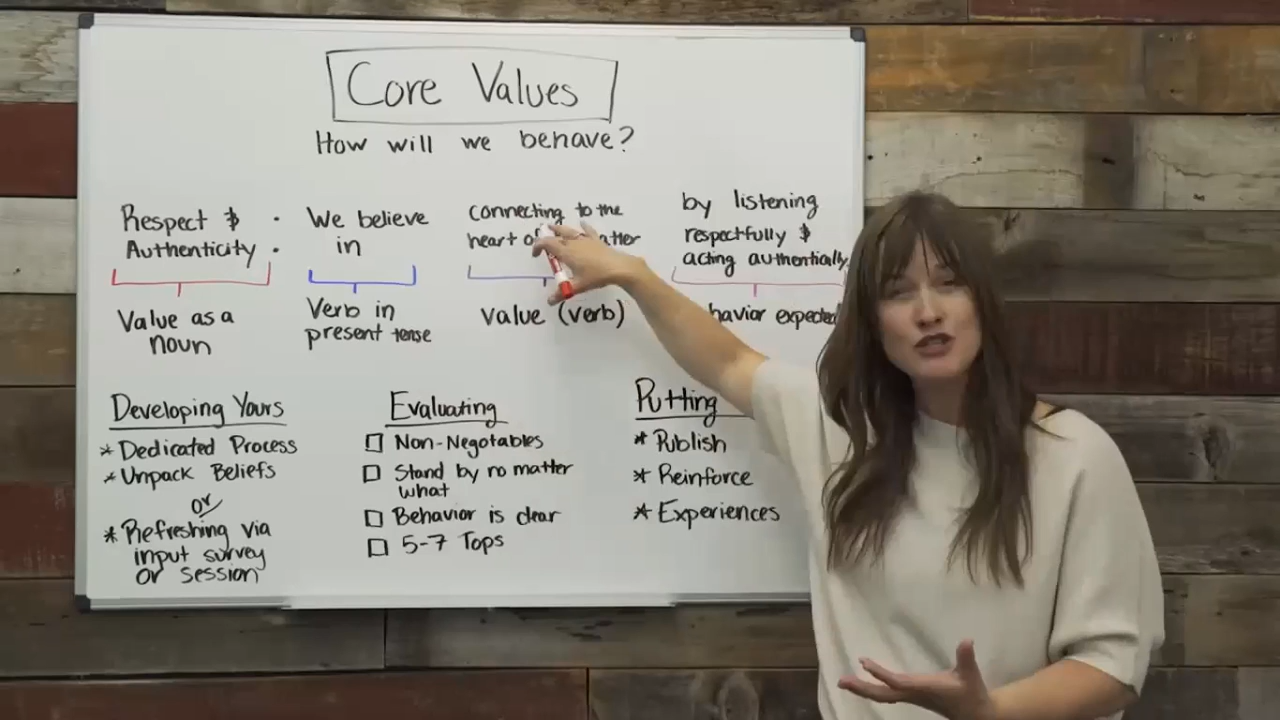 Core Values
How will we behave?
Respect &
Authenticity :
We believe
in
connecting to the
heart of
by listening
respectfully &
acting authentically
Value as a
noun
Verb in
present tense
value (verb)
expected
Developing Yours
* Dedicated Process
* Unpack Beliefs
or
* Refreshing via
input survey
or session
Evaluating
Non-Negotables
Stand by no matter
what
Behavior is clear
5-7 Tops
Putting
* Publish
* Reinforce
* Experiences